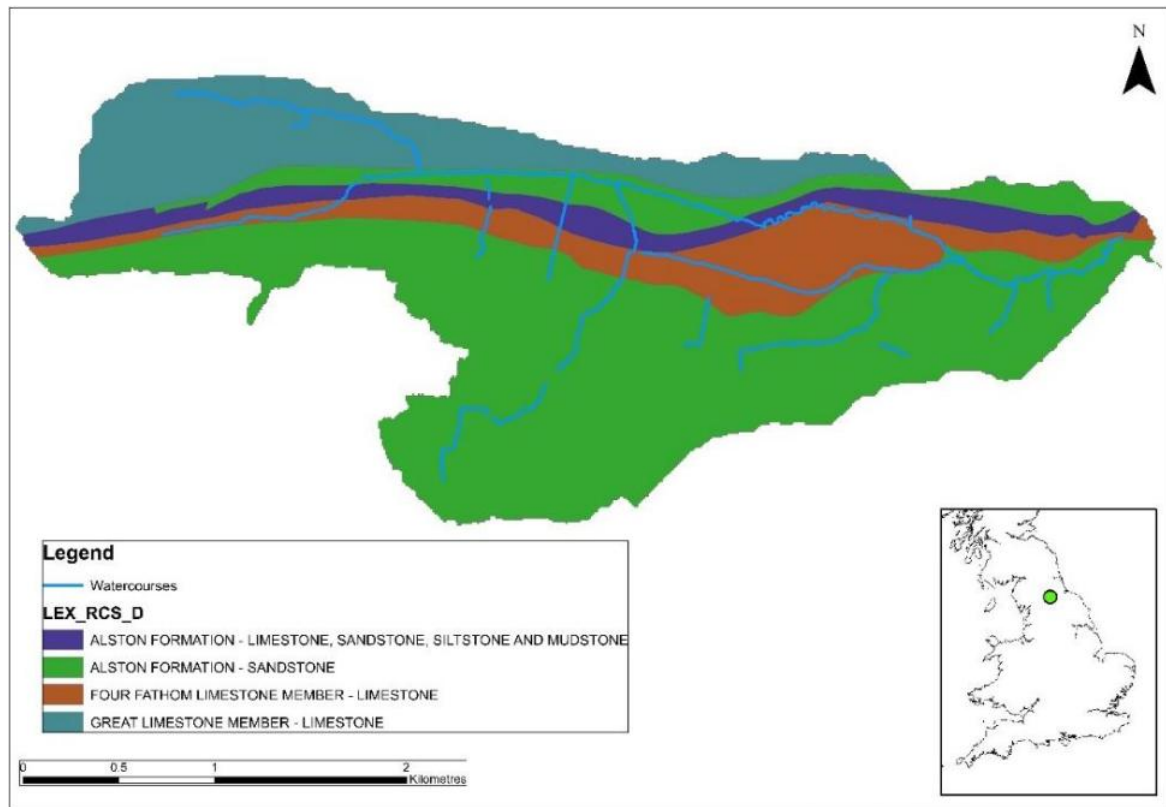 N
Legend
Watercourses
LEX_RCS_D
ALSTON FORMATION - LIMESTONE, SANDSTONE, SILTSTONE AND MUDSTONE
ALSTON FORMATION - SANDSTONE
FOUR FATHOM LIMESTONE MEMBER - LIMESTONE
GREAT LIMESTONE MEMBER - LIMESTONE
0 0.5 1 2
Kilometres